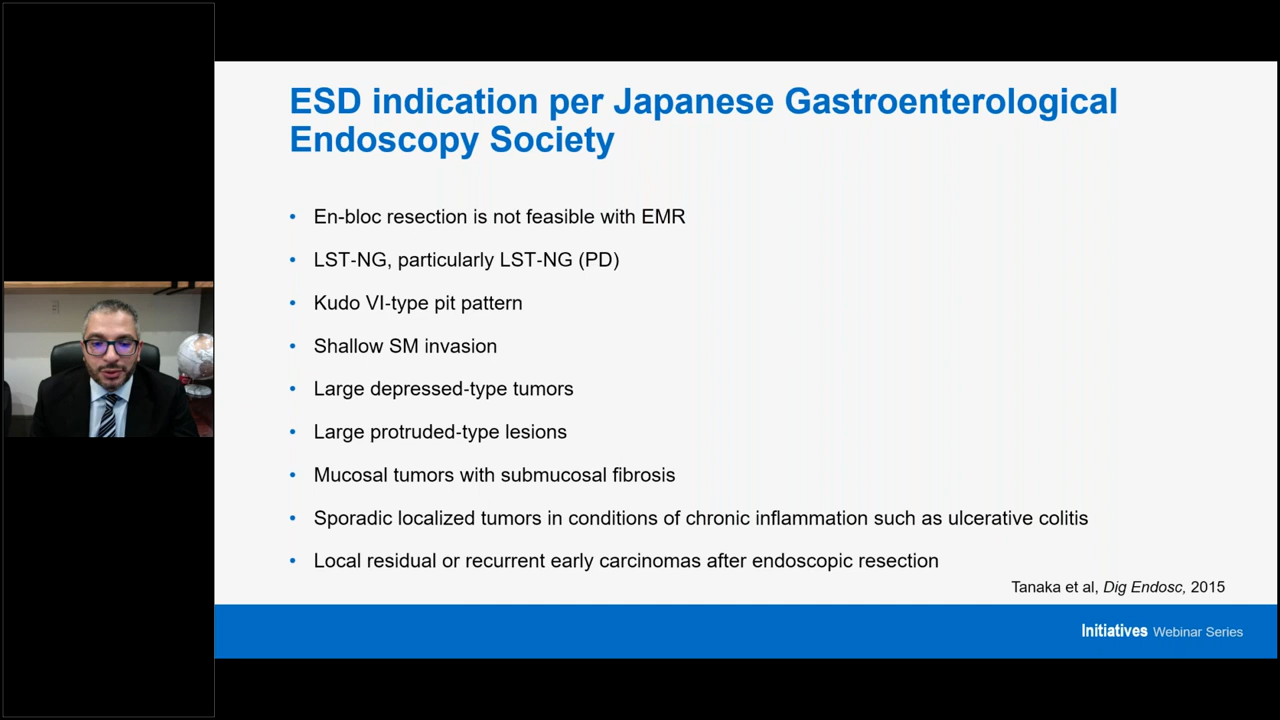 ESD indication per Japanese Gastroenterological
Endoscopy Society
• En-bloc resection is not feasible with EMR
• LST-NG, particularly LST-NG (PD)
• Kudo VI-type pit pattern
• Shallow SM invasion
• Large depressed-type tumors
• Large protruded-type lesions
• Mucosal tumors with submucosal fibrosis
• Sporadic localized tumors in conditions of chronic inflammation such as ulcerative colitis
• Local residual or recurrent early carcinomas after endoscopic resection
Tanaka et al, Dig Endosc, 2015
Initiatives Webinar Series